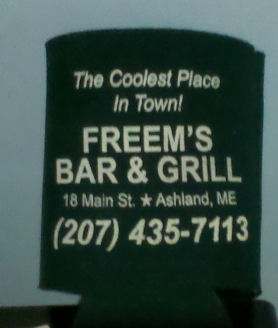 The Coolest Place
In Town!
FREEM'S
BAR & GRILL
18 Main St. ★ Ashland, ME
(207) 435-7113